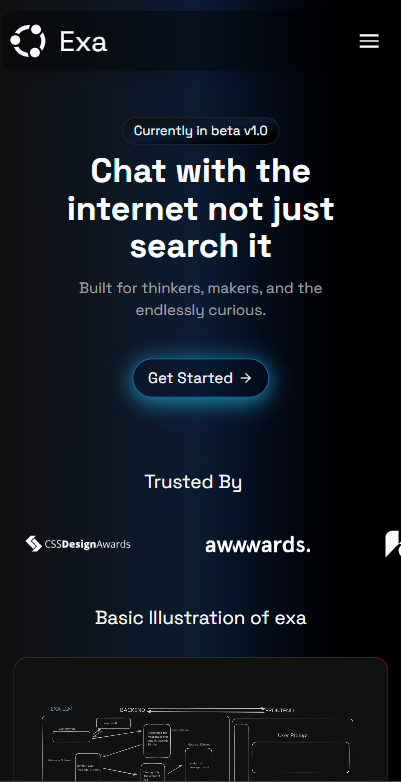 Exa
Currently in beta v1.0
Chat with the
internet not just
search it
Built for thinkers, makers, and the
endlessly curious.
Get Started →
Trusted By
CSSDesignAwards
awwwards.
Basic Illustration of exa
EXA LLM
BACKEND
FRONTEND
User Prompt